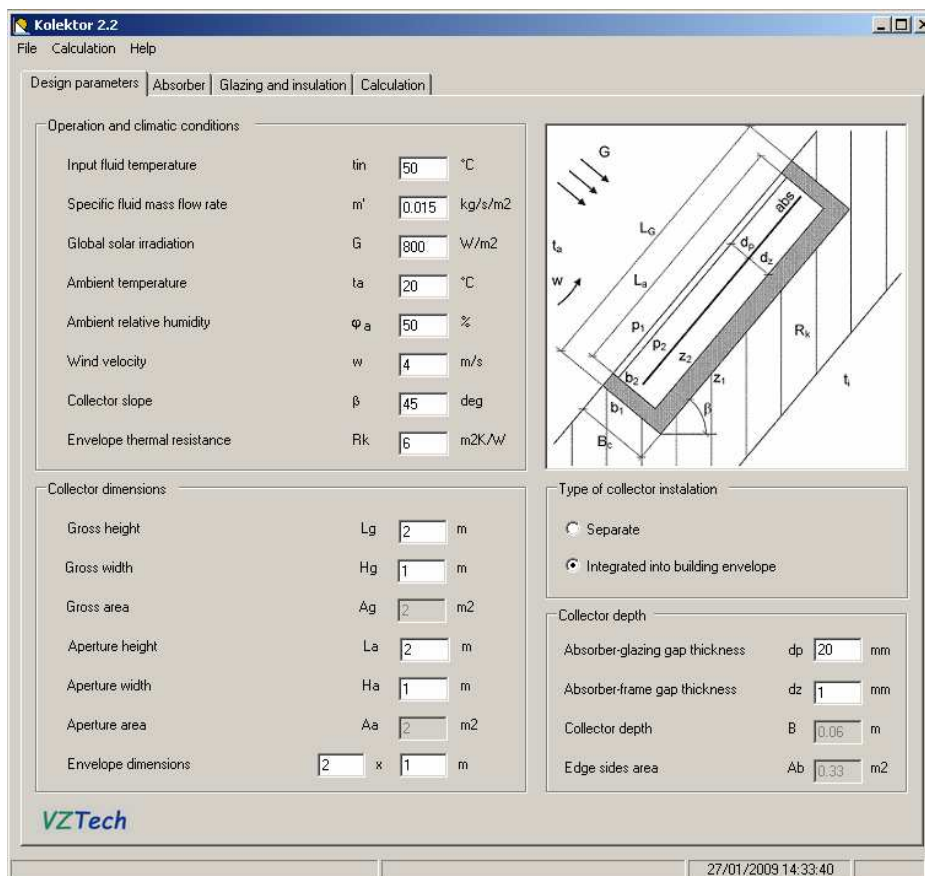 Kolektor 2.2
File Calculation Help
Design parameters Absorber Glazing and insulation Calculation
Operation and climatic conditions
Input fluid temperature tin 50 °C
Specific fluid mass flow rate m' 0.015 kg/s/m2
Global solar irradiation G 800 W/m2
Ambient temperature ta 20 °C
Ambient relative humidity φa 50 %
Wind velocity w 4 m/s
Collector slope β 45 deg
Envelope thermal resistance Rk 6 m2K/W
G
ta
w
LG
La
abs
dp
dz
p1
p2
z2
z1
b2
b1
Bc
β
Rk
ti
Collector dimensions
Gross height Lg 2 m
Gross width Hg 1 m
Gross area Ag 2 m2
Aperture height La 2 m
Aperture width Ha 1 m
Aperture area Aa 2 m2
Envelope dimensions 2 x 1 m
Type of collector instalation
Separate
Integrated into building envelope
Collector depth
Absorber-glazing gap thickness dp 20 mm
Absorber-frame gap thickness dz 1 mm
Collector depth B 0.06 m
Edge sides area Ab 0.33 m2
VZTech
27/01/2009 14:33:40